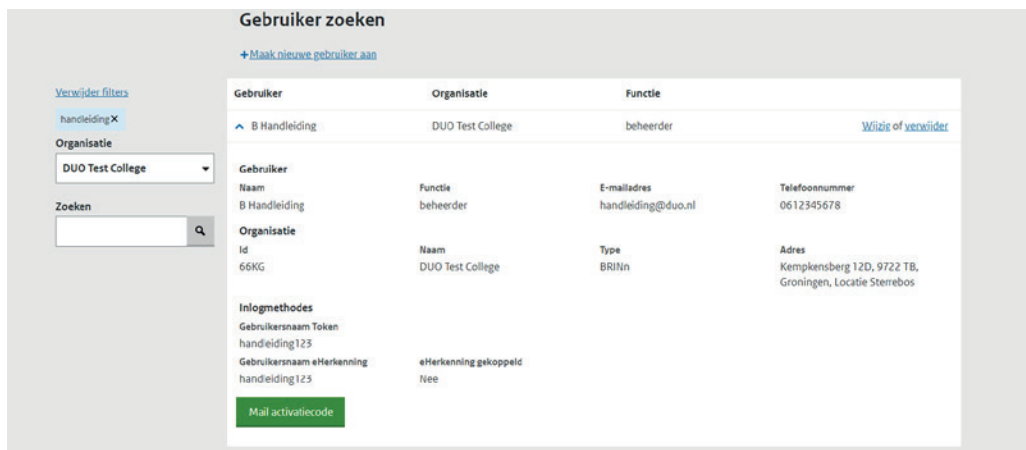 Gebruiker zoeken
+Maak nieuwe gebruiker aan
Verwijder filters
handleiding X
Organisatie
DUO Test College
Zoeken
Gebruiker Organisatie Functie
B Handleiding DUO Test College beheerder Wijzig of verwijder
Gebruiker
Naam Functie E-mailadres Telefoonnummer
B Handleiding beheerder handleiding@duo.nl 0612345678
Organisatie
Id Naam Type Adres
66KG DUO Test College BRINn Kempkensberg 12D, 9722 TB,
Groningen, Locatie Sterrebos
Inlogmethodes
Gebruikersnaam Token
handleiding123
Gebruikersnaam eHerkenning eHerkenning gekoppeld
handleiding123 Nee
Mail activatiecode